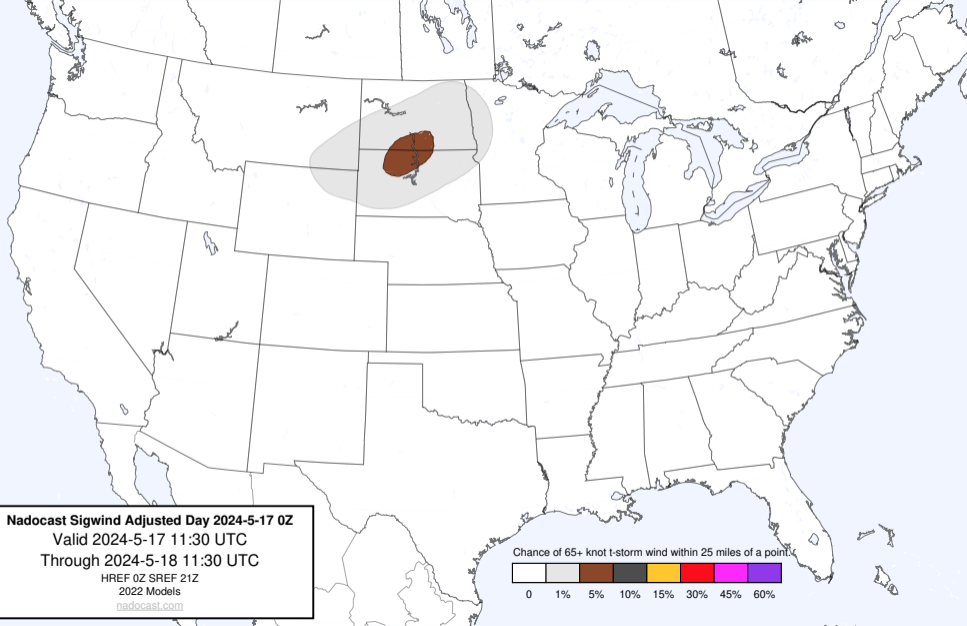 Nadocast Sigwind Adjusted Day 2024-5-17 0Z
Valid 2024-5-17 11:30 UTC
Through 2024-5-18 11:30 UTC
HREF 0Z SREF 21Z
2022 Models
nadocast.com
Chance of 65+ knot t-storm wind within 25 miles of a point.
0 1% 5% 10% 15% 30% 45% 60%